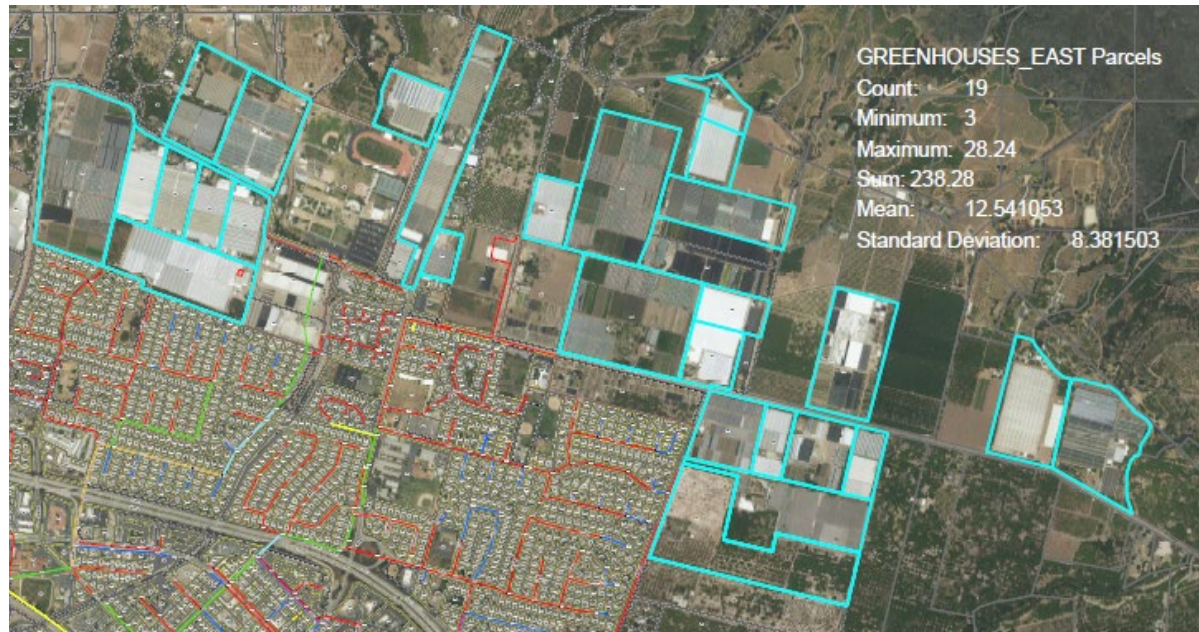 GREENHOUSES_EAST Parcels
Count: 19
Minimum: 3
Maximum: 28.24
Sum: 238.28
Mean: 12.541053
Standard Deviation: 8.381503